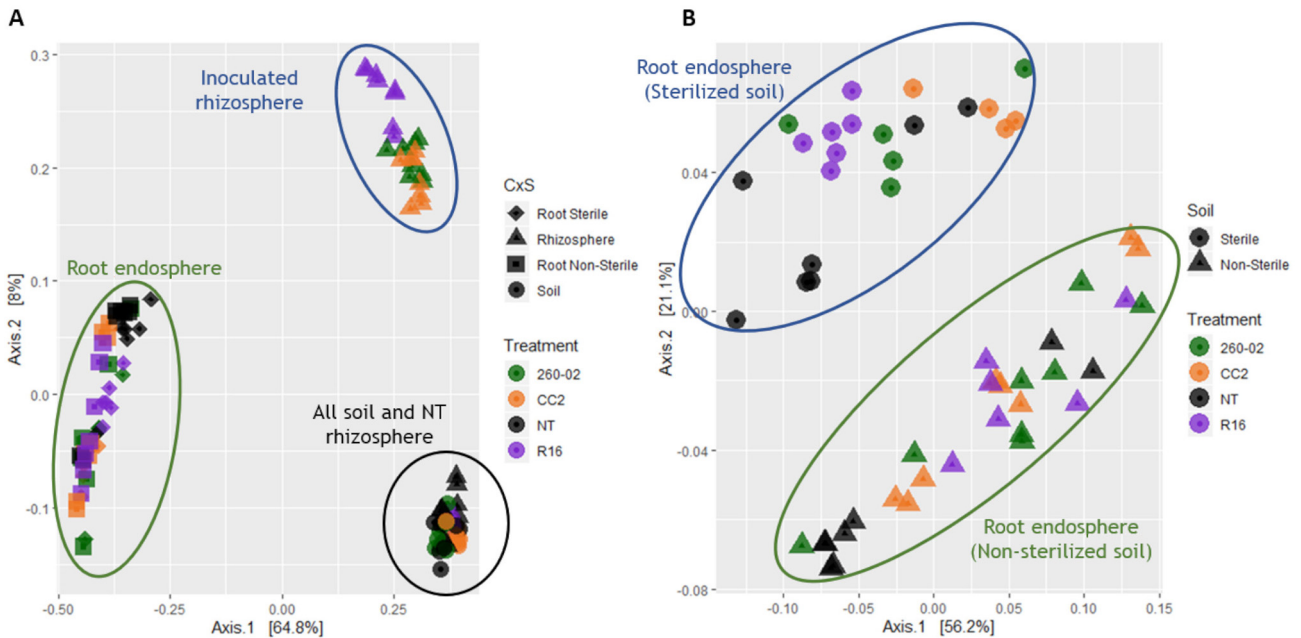 A
0.3
0.2
0.1
0.0
-0.1
-0.50
-0.25
0.00
0.25
Axis.2 [8%]
Axis.1 [64.8%]
Inoculated
rhizosphere
Root endosphere
All soil and NT
rhizosphere
CxS
Root Sterile
Rhizosphere
Root Non-Sterile
Soil
Treatment
260-02
CC2
NT
R16
B
0.04
0.00
-0.04
-0.08
-0.10
-0.05
0.00
0.05
0.10
0.15
Axis.2 [21.1%]
Axis.1 [56.2%]
Root endosphere
(Sterilized soil)
Root endosphere
(Non-sterilized soil)
Soil
Sterile
Non-Sterile
Treatment
260-02
CC2
NT
R16